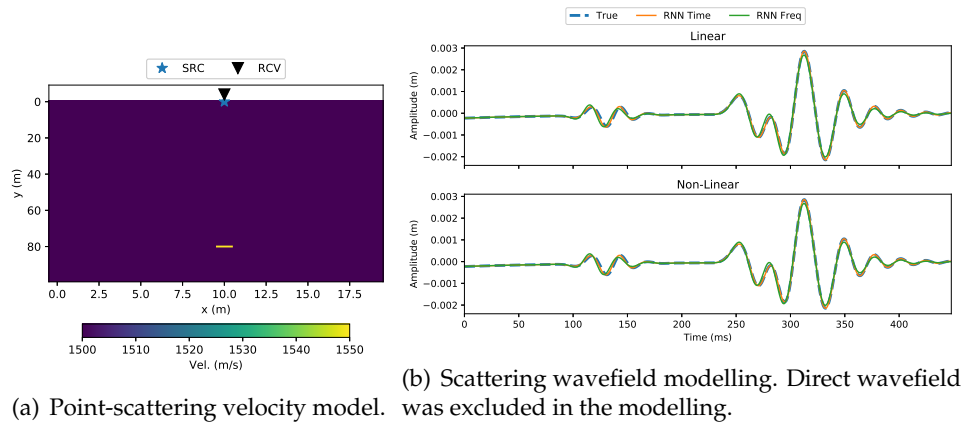 SRC RCV
0
20
40
60
80
y (m)
0.0 2.5 5.0 7.5 10.0 12.5 15.0 17.5
x (m)
1500 1510 1520 1530 1540 1550
Vel. (m/s)
(a) Point-scattering velocity model.
True RNN Time RNN Freq
Linear
0.003
0.002
0.001
0.000
−0.001
−0.002
Amplitude (m)
Non-Linear
0.003
0.002
0.001
0.000
−0.001
−0.002
Amplitude (m)
0 50 100 150 200 250 300 350 400
Time (ms)
(b) Scattering wavefield modelling. Direct wavefield
was excluded in the modelling.